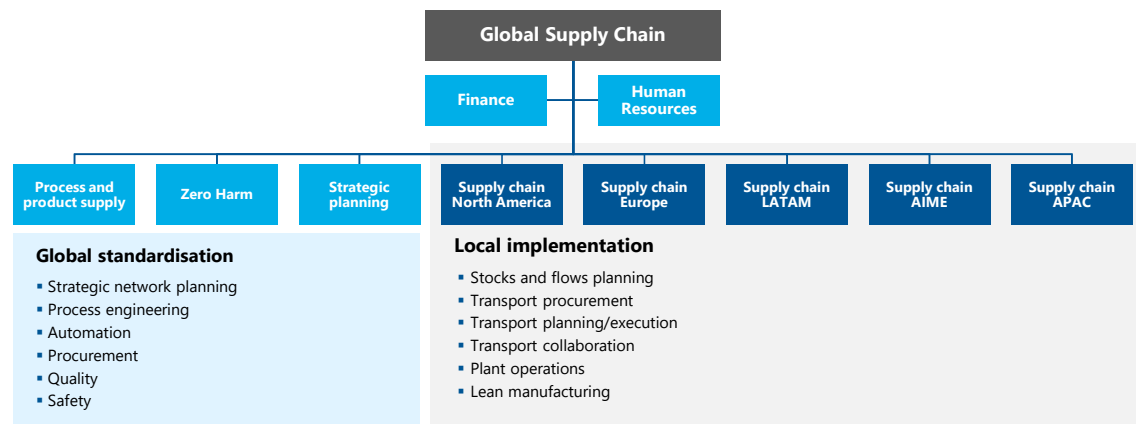 Global Supply Chain
Finance
Human
Resources
Process and
product supply
Zero Harm
Strategic
planning
Supply chain
North America
Supply chain
Europe
Supply chain
LATAM
Supply chain
AIME
Supply chain
APAC
Global standardisation
▪ Strategic network planning
▪ Process engineering
▪ Automation
▪ Procurement
▪ Quality
▪ Safety
Local implementation
▪ Stocks and flows planning
▪ Transport procurement
▪ Transport planning/execution
▪ Transport collaboration
▪ Plant operations
▪ Lean manufacturing